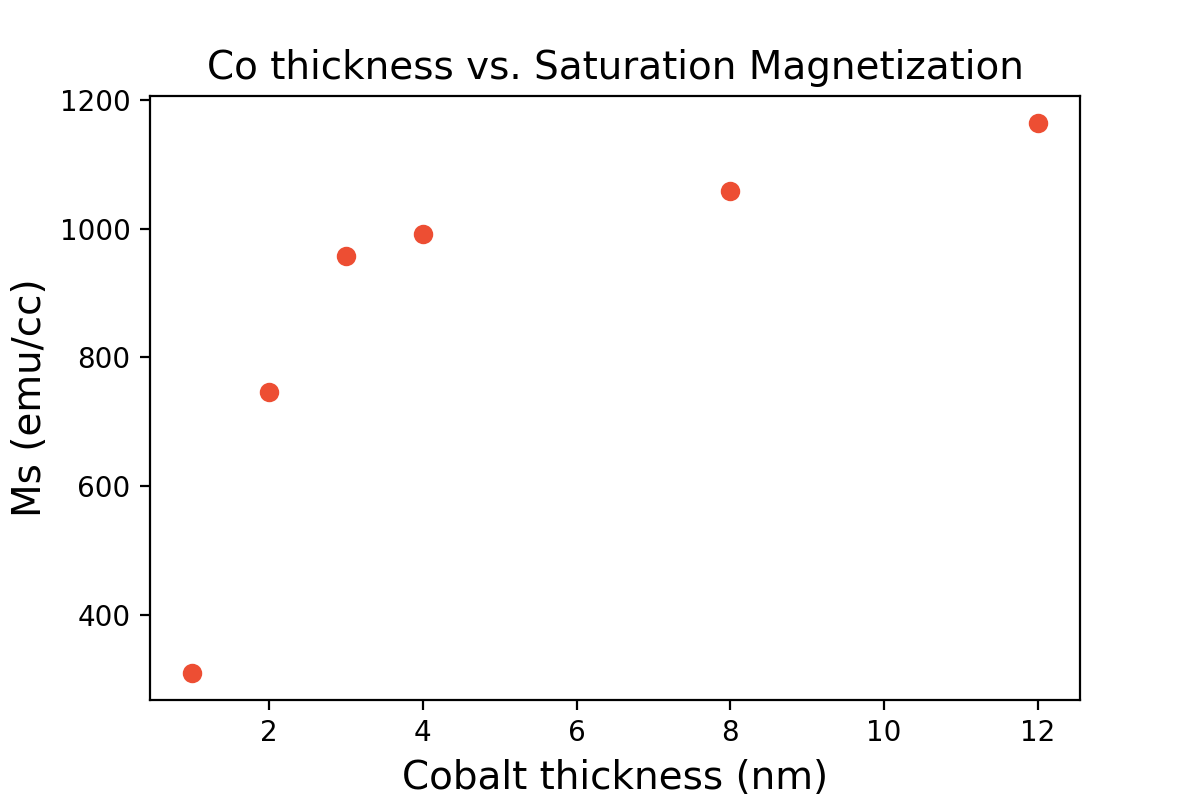 Co thickness vs. Saturation Magnetization
1200
1000
800
600
400
Ms (emu/cc)
2 4 6 8 10 12
Cobalt thickness (nm)